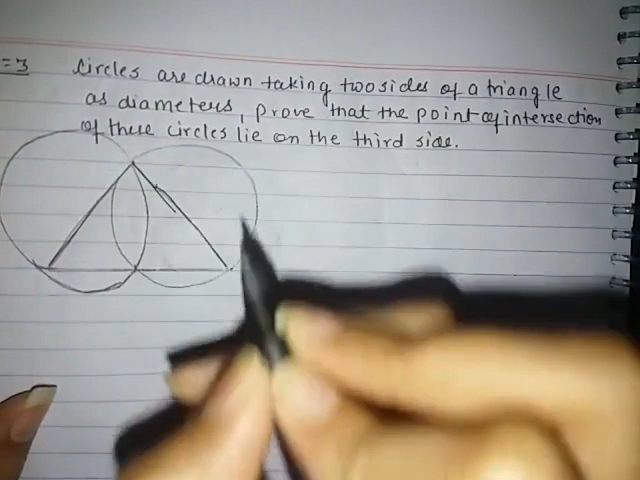 =3 Circles are drawn taking two sides of a triangle
as diameters, prove that the point of intersection
of these circles lie on the third side.